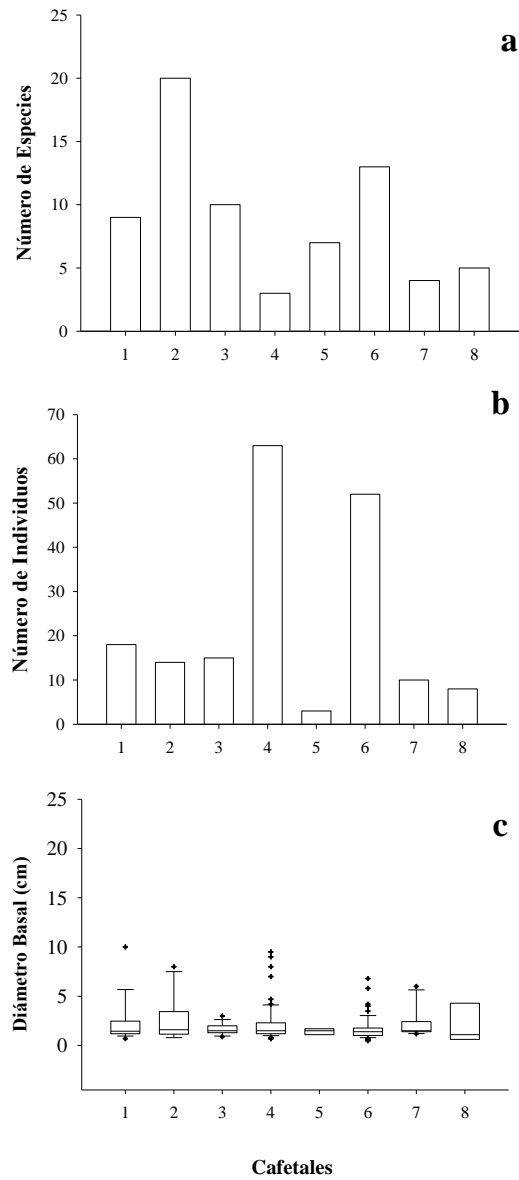 a
Número de Especies
25
20
15
10
5
0
1 2 3 4 5 6 7 8
b
Número de Individuos
70
60
50
40
30
20
10
0
1 2 3 4 5 6 7 8
c
Diámetro Basal (cm)
25
20
15
10
5
0
1 2 3 4 5 6 7 8
Cafetales